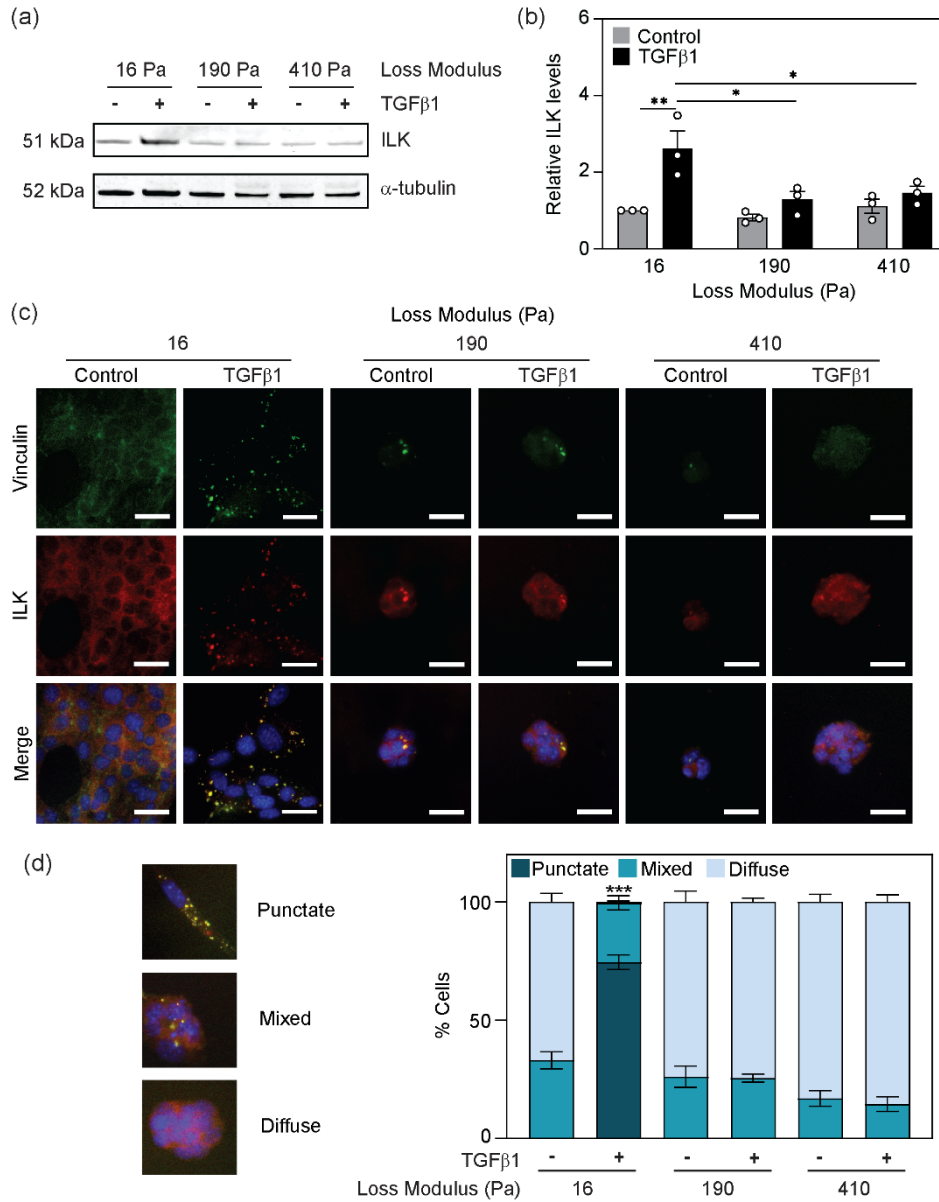 (a)
16 Pa 190 Pa 410 Pa Loss Modulus
- + - + - + TGFβ1
51 kDa ILK
52 kDa α-tubulin
(b)
Control
TGFβ1
Relative ILK levels
6
4
2
0
** * *
16 190 410
Loss Modulus (Pa)
(c)
Loss Modulus (Pa)
16 190 410
Control TGFβ1 Control TGFβ1 Control TGFβ1
Vinculin
ILK
Merge
(d)
Punctate
Mixed
Diffuse
Punctate Mixed Diffuse
***
% Cells
100
50
0
TGFβ1 - + - + - +
Loss Modulus (Pa) 16 190 410